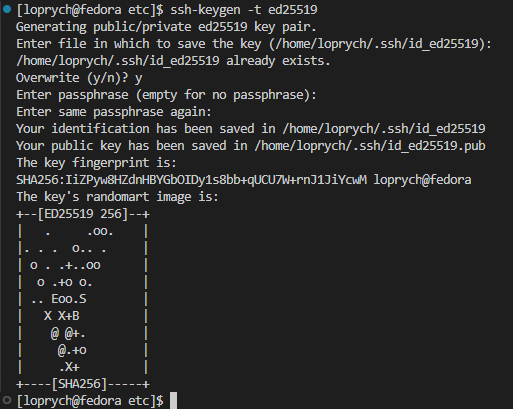 [loprych@fedora etc]$ ssh-keygen -t ed25519
Generating public/private ed25519 key pair.
Enter file in which to save the key (/home/loprych/.ssh/id_ed25519):
/home/loprych/.ssh/id_ed25519 already exists.
Overwrite (y/n)? y
Enter passphrase (empty for no passphrase):
Enter same passphrase again:
Your identification has been saved in /home/loprych/.ssh/id_ed25519
Your public key has been saved in /home/loprych/.ssh/id_ed25519.pub
The key fingerprint is:
SHA256:IiZPyw8HZdnHBYGbOIDy1s8bb+qUCU7W+rnJ1JiYcwM loprych@fedora
The key's randomart image is:
+--[ED25519 256]--+
|   .     .oo.    |
|. . .  o.. .     |
| o . .+..oo      |
|  o .+o o.       |
| .. Eoo.S        |
|   X X+B         |
|    @ @+.        |
|     @.+o        |
|     .X+         |
+----[SHA256]-----+
[loprych@fedora etc]$